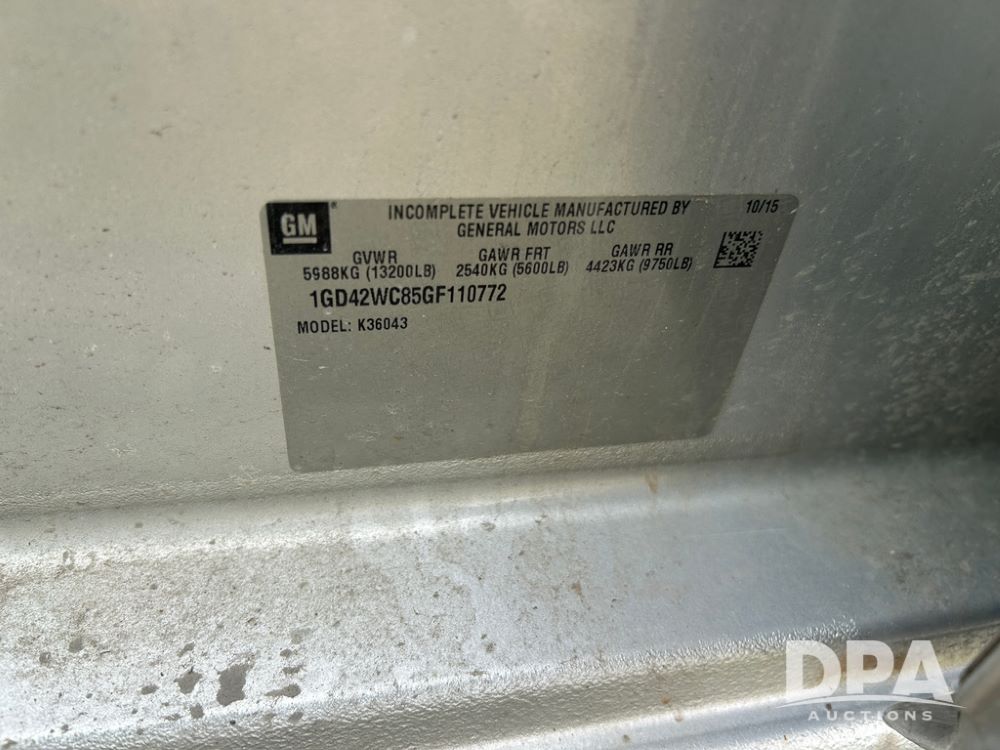 GM® INCOMPLETE VEHICLE MANUFACTURED BY 10/15
GENERAL MOTORS LLC
GVWR GAWR FRT GAWR RR
5988KG (13200LB) 2540KG (5600LB) 4423KG (9750LB)
1GD42WC85GF110772
MODEL: K36043
DPA
AUCTIONS